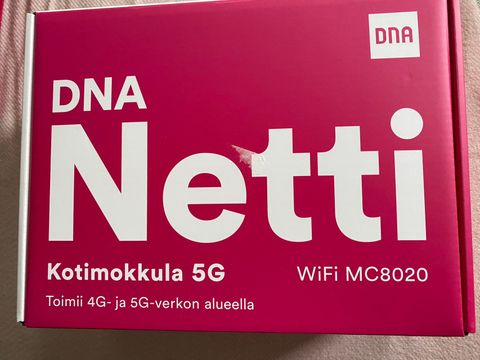 DNA
DNA
Netti
Kotimokkula 5G
WiFi MC8020
Toimii 4G- ja 5G-verkon alueella